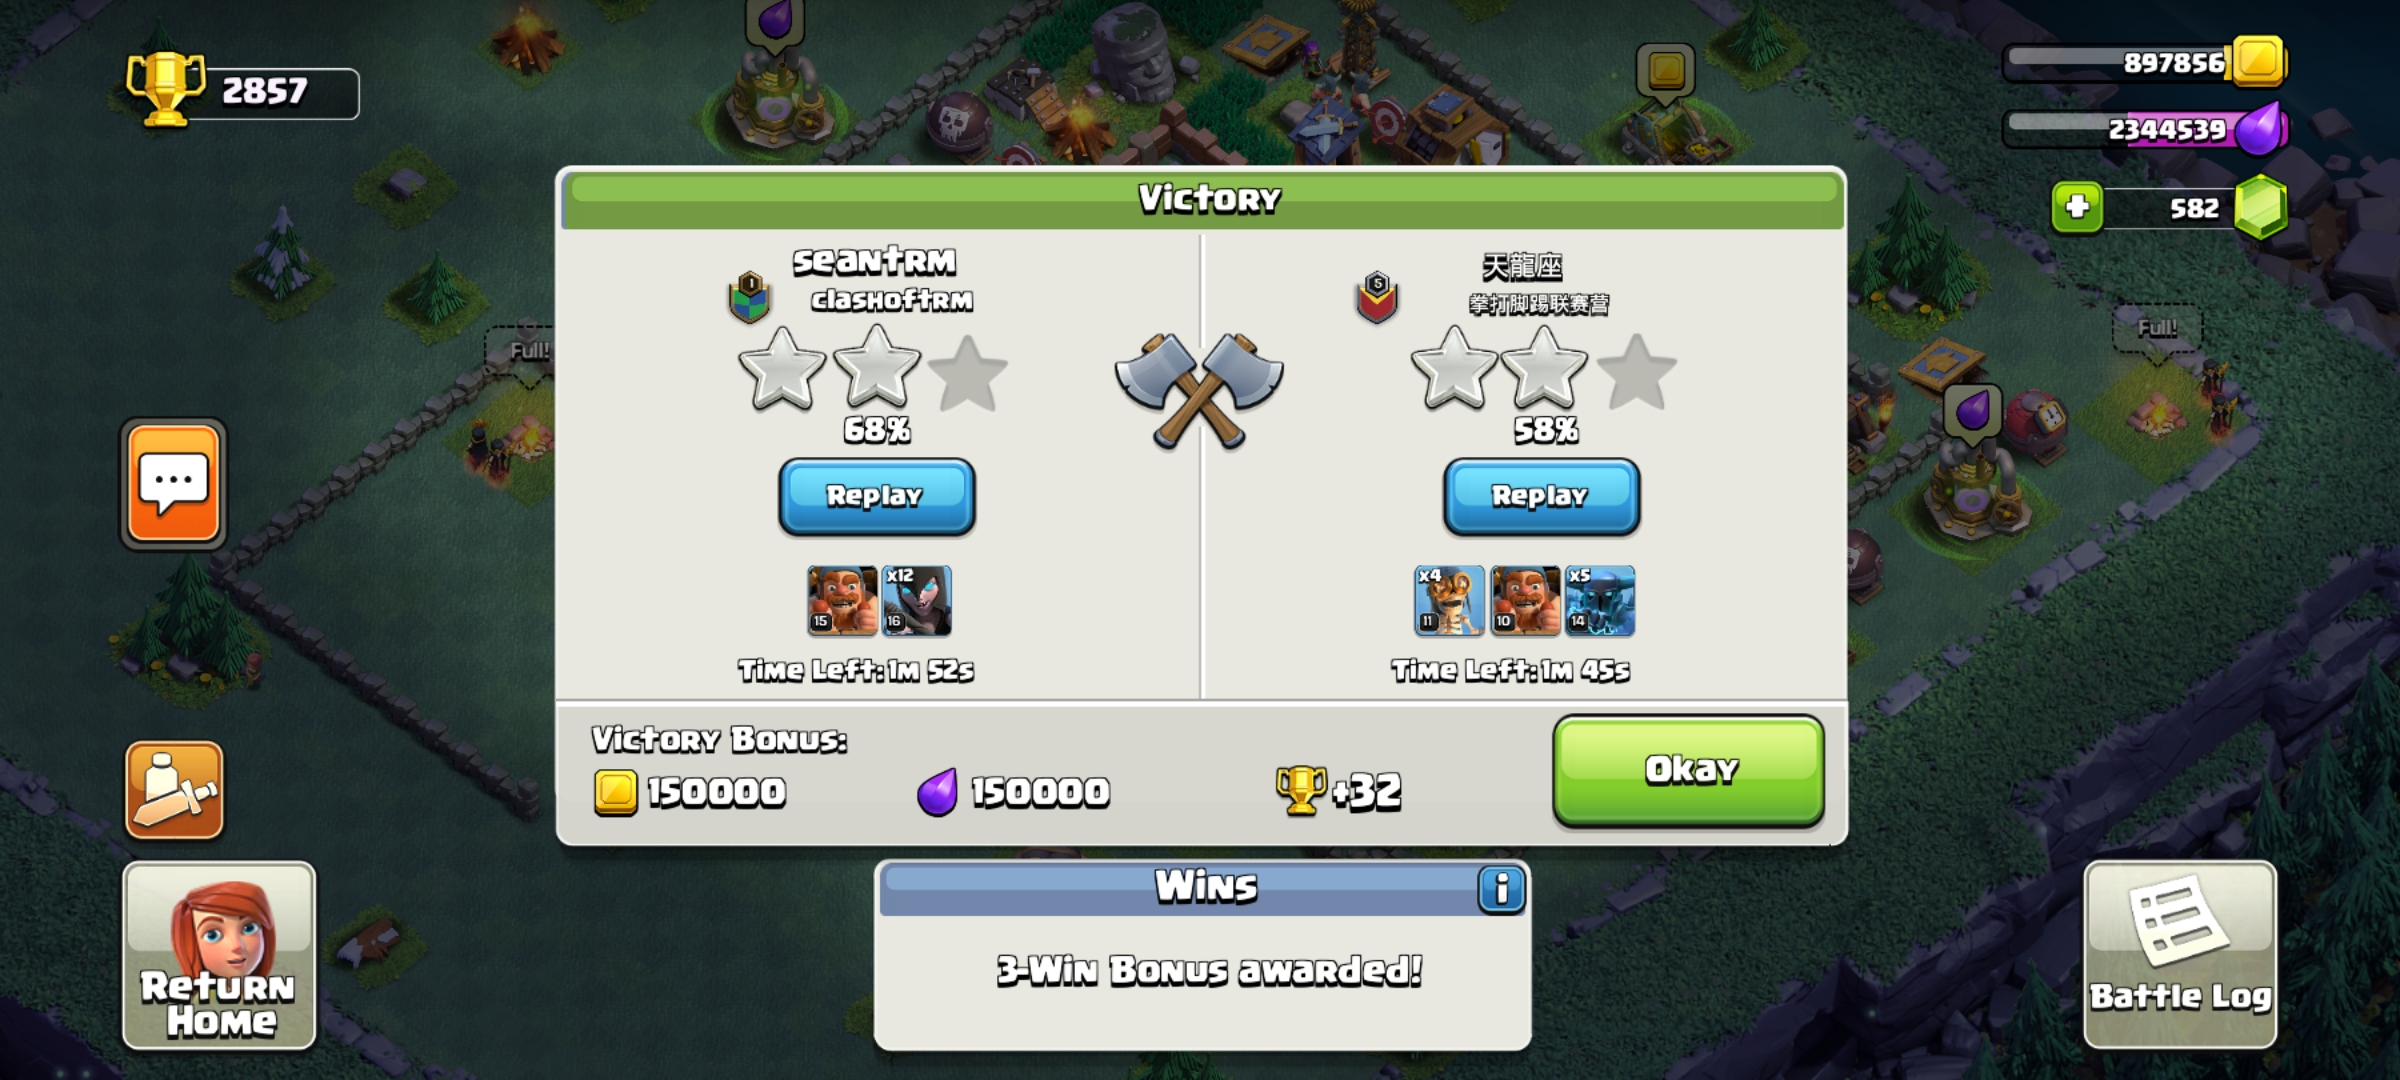 2857
897856
2344539
582
Victory
seantrm
clashoftrm
1
68%
Replay
15
x12
16
Time Left:1m 52s
天龍座
拳打脚踢联赛营
5
58%
Replay
x4
11
10
x5
14
Time Left:1m 45s
Full!
Full!
Victory Bonus:
150000
150000
+32
Okay
Wins
i
3-Win Bonus awarded!
Return
Home
Battle Log